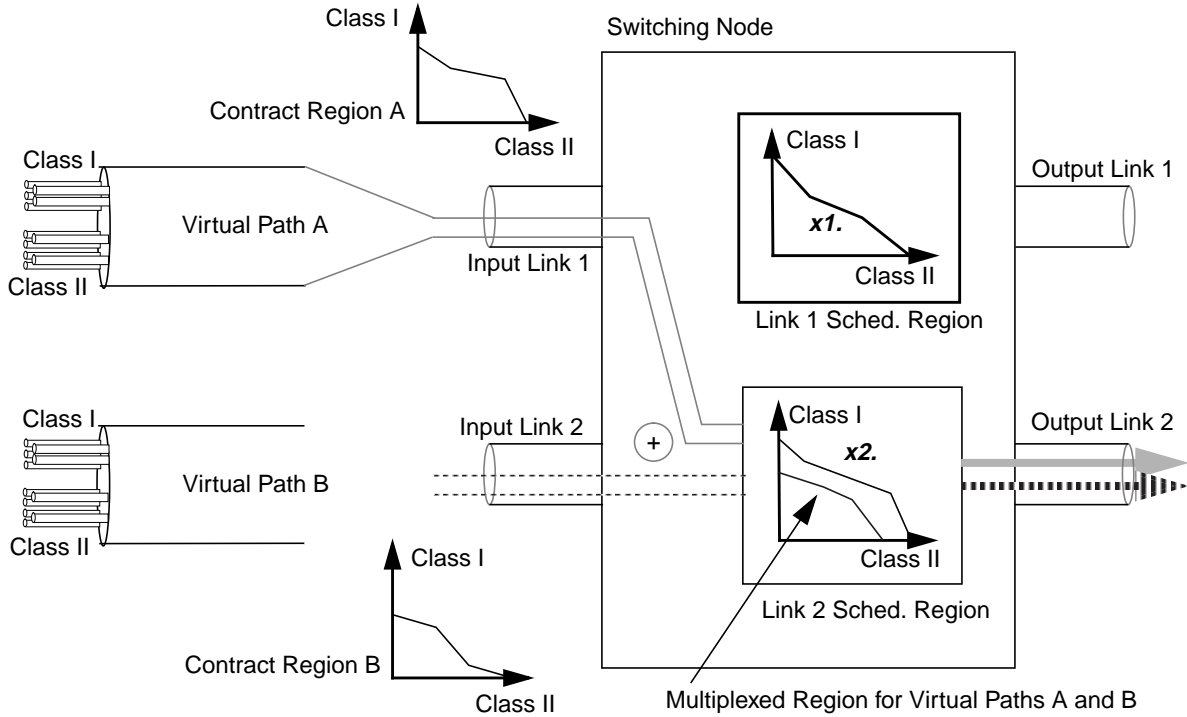 Class I
Switching Node
Contract Region A
Class II
Class I
Virtual Path A
Class II
Input Link 1
Class I
x1.
Class II
Link 1 Sched. Region
Output Link 1
Class I
Virtual Path B
Class II
Input Link 2
+
Class I
x2.
Class II
Link 2 Sched. Region
Output Link 2
Class I
Contract Region B
Class II
Multiplexed Region for Virtual Paths A and B